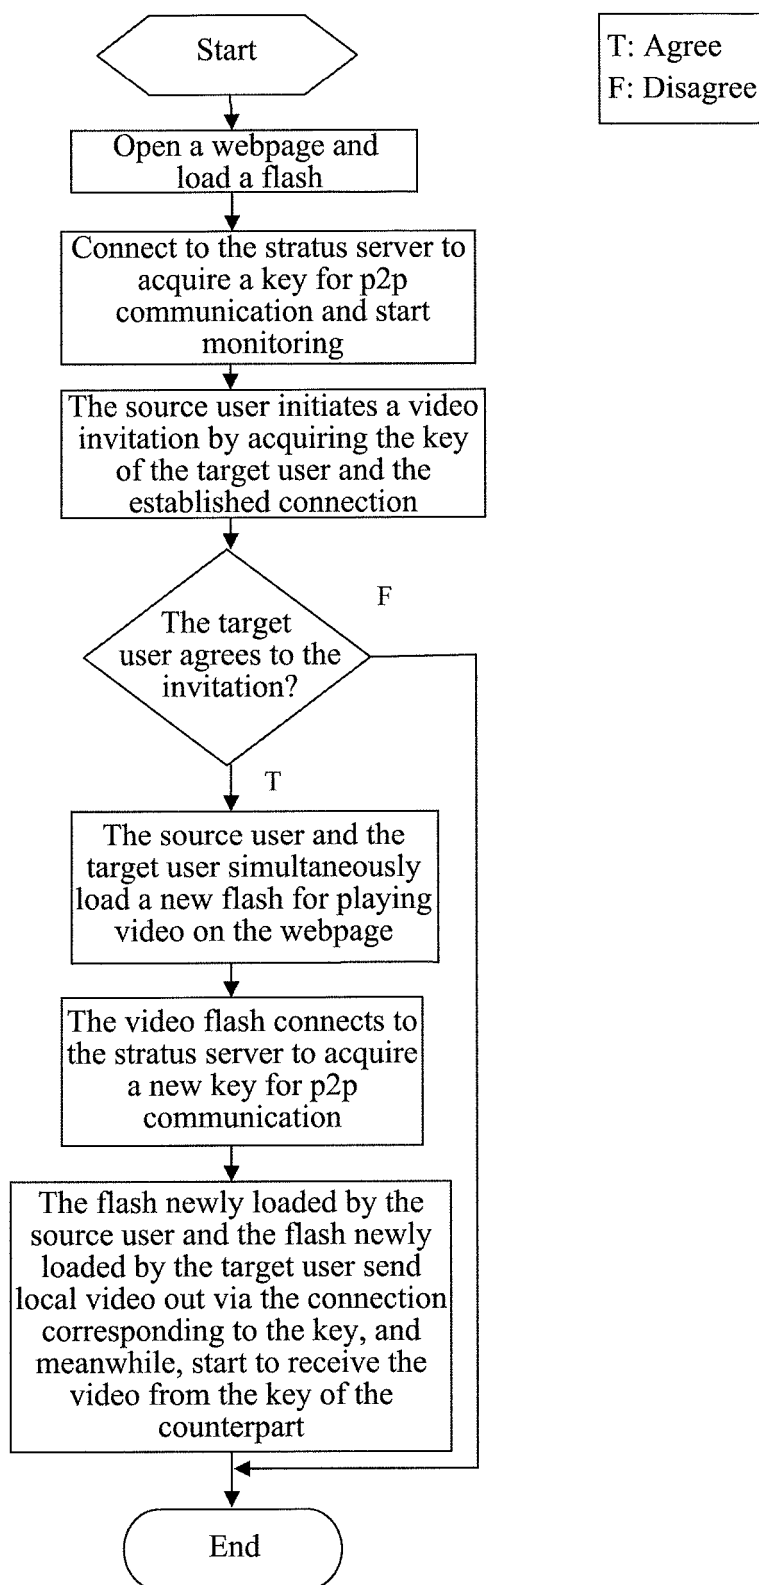 Start
T: Agree
F: Disagree
Open a webpage and
load a flash
Connect to the stratus server to
acquire a key for p2p
communication and start
monitoring
The source user initiates a video
invitation by acquiring the key
of the target user and the
established connection
F
The target
user agrees to the
invitation?
T
The source user and the
target user simultaneously
load a new flash for playing
video on the webpage
The video flash connects to
the stratus server to acquire
a new key for p2p
communication
The flash newly loaded by the
source user and the flash newly
loaded by the target user send
local video out via the connection
corresponding to the key, and
meanwhile, start to receive the
video from the key of the
counterpart
End